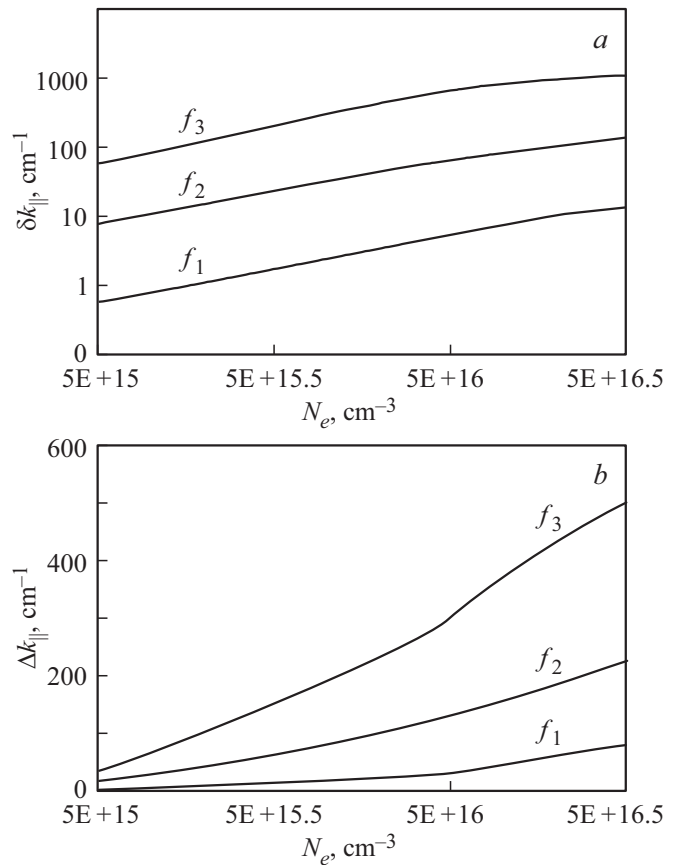 a
1000
100
10
1
0
δk||, cm⁻¹
f₃
f₂
f₁
5E+15 5E+15.5 5E+16 5E+16.5
Nₑ, cm⁻³
b
600
400
200
0
Δk||, cm⁻¹
f₃
f₂
f₁
5E+15 5E+15.5 5E+16 5E+16.5
Nₑ, cm⁻³